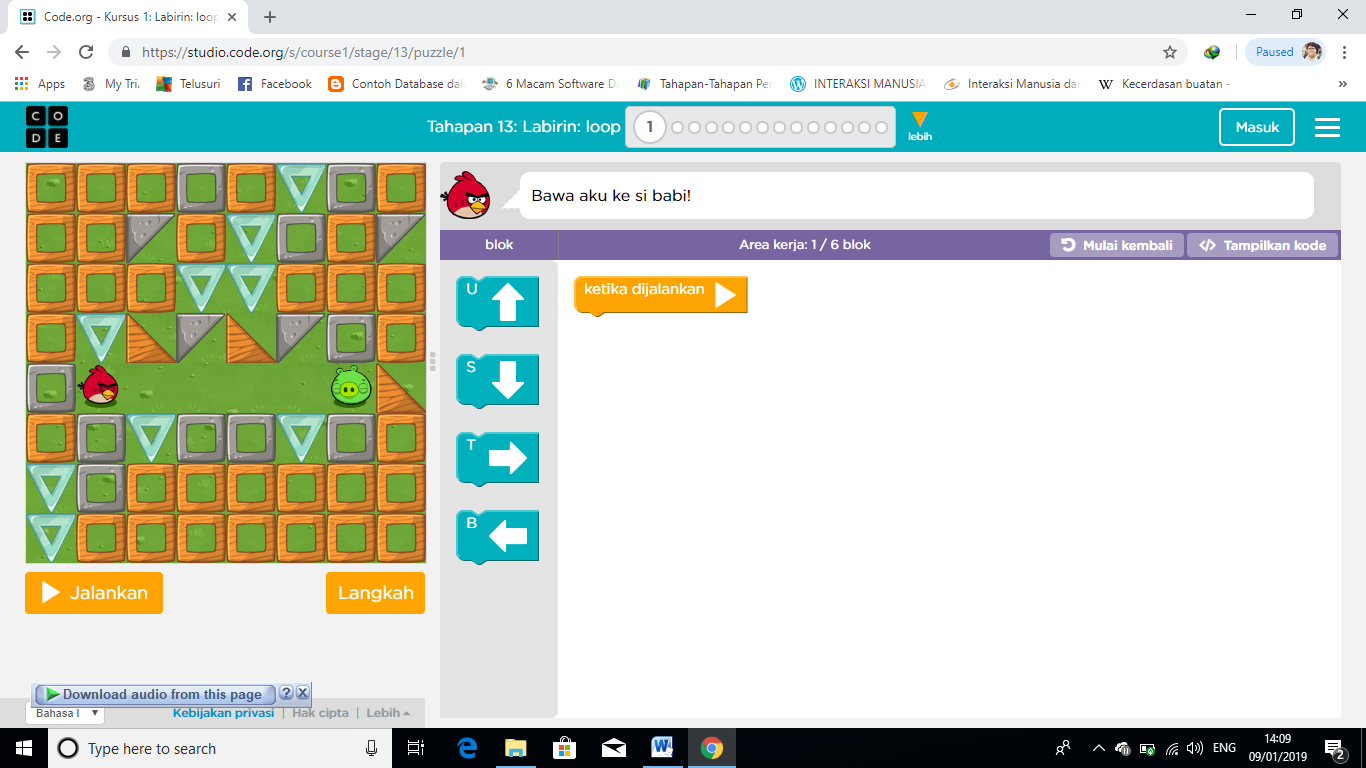 Code.org - Kursus 1: Labirin: loop
https://studio.code.org/s/course1/stage/13/puzzle/1
Paused
Apps
My Tri.
Telusuri
Facebook
Contoh Database dal
6 Macam Software D
Tahapan-Tahapan Per
INTERAKSI MANUSIA
Interaksi Manusia dar
Kecerdasan buatan -
C O
D E
Tahapan 13: Labirin: loop
1
lebih
Masuk
Bawa aku ke si babi!
blok
Area kerja: 1 / 6 blok
Mulai kembali
Tampilkan kode
U
S
T
B
ketika dijalankan
Jalankan
Langkah
Download audio from this page
Bahasa I
Kebijakan privasi | Hak cipta | Lebih
Type here to search
ENG
14:09
09/01/2019
2